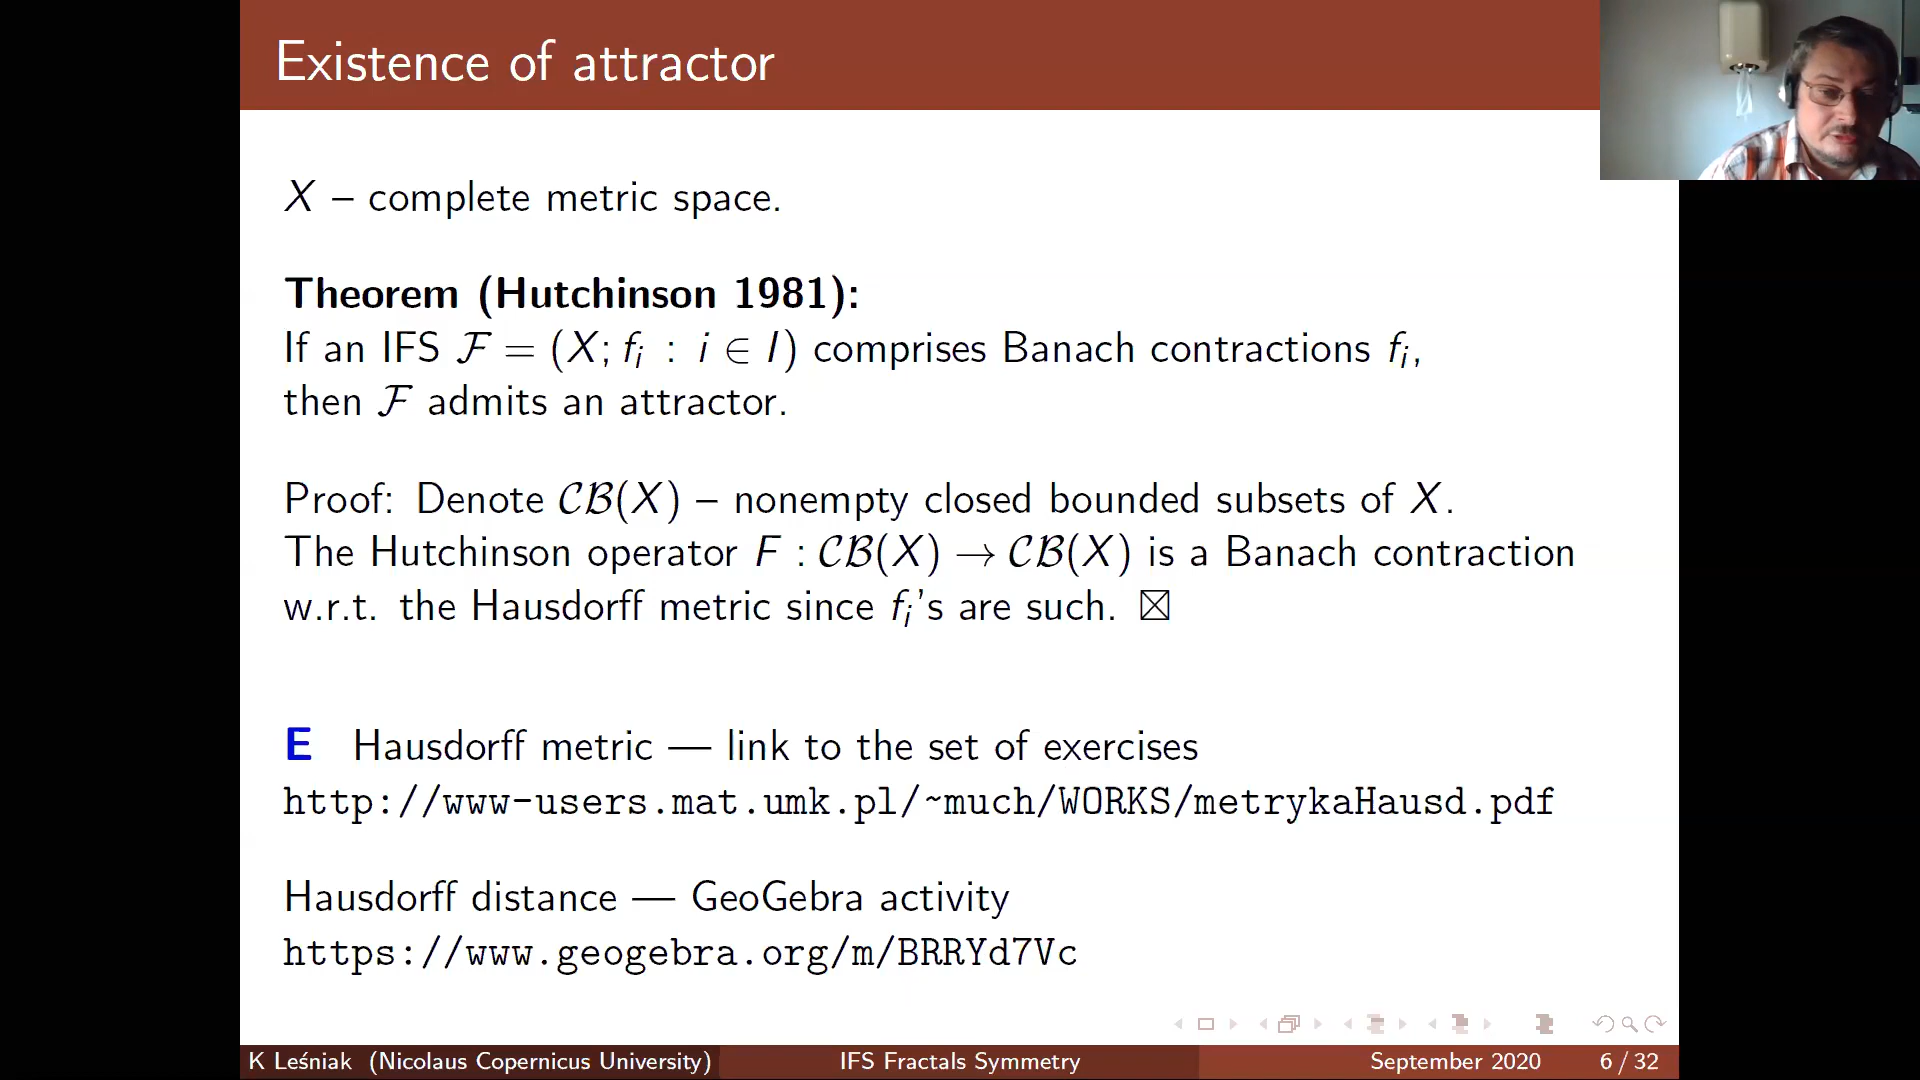 Existence of attractor
X – complete metric space.
Theorem (Hutchinson 1981):
If an IFS ℱ = (X; fᵢ : i ∈ I) comprises Banach contractions fᵢ,
then ℱ admits an attractor.
Proof: Denote 𝒞ℬ(X) – nonempty closed bounded subsets of X.
The Hutchinson operator F : 𝒞ℬ(X) → 𝒞ℬ(X) is a Banach contraction
w.r.t. the Hausdorff metric since fᵢ's are such. ⊠
E Hausdorff metric — link to the set of exercises
http://www-users.mat.umk.pl/~much/WORKS/metrykaHausd.pdf
Hausdorff distance — GeoGebra activity
https://www.geogebra.org/m/BRRYd7Vc
K Leśniak (Nicolaus Copernicus University) IFS Fractals Symmetry September 2020 6 / 32